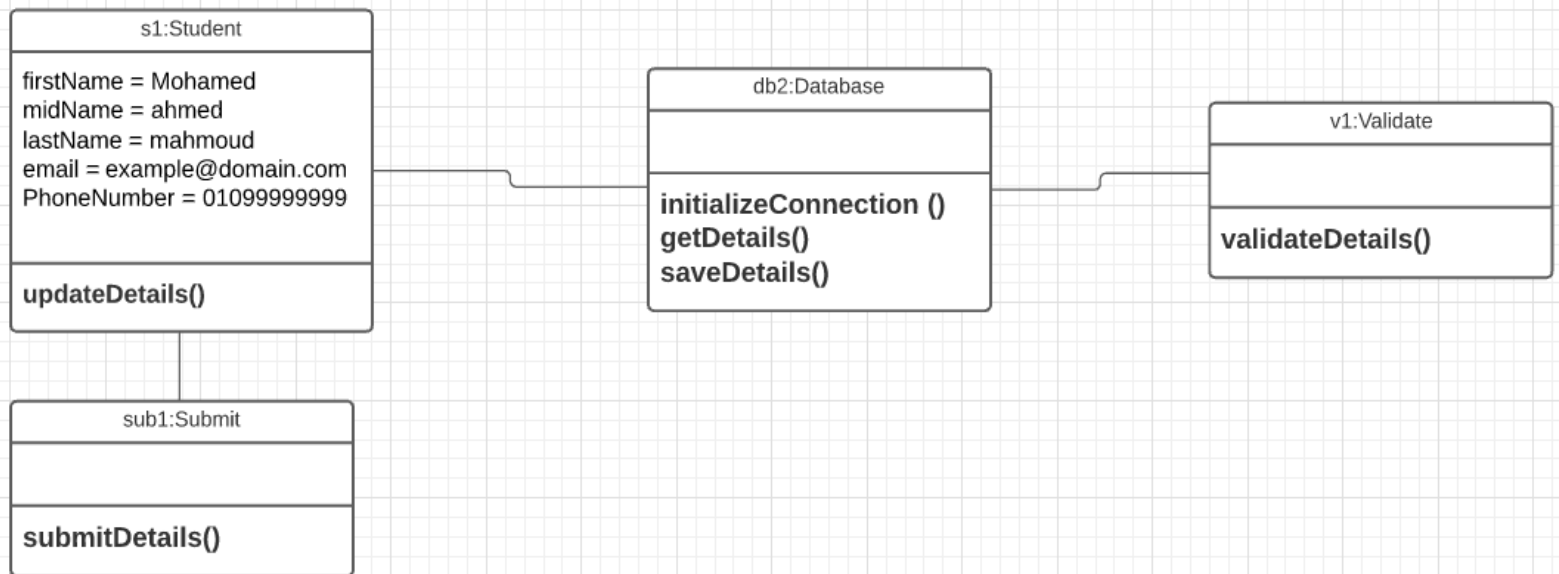 s1:Student
firstName = Mohamed
midName = ahmed
lastName = mahmoud
email = example@domain.com
PhoneNumber = 01099999999
updateDetails()
db2:Database
initializeConnection ()
getDetails()
saveDetails()
v1:Validate
validateDetails()
sub1:Submit
submitDetails()